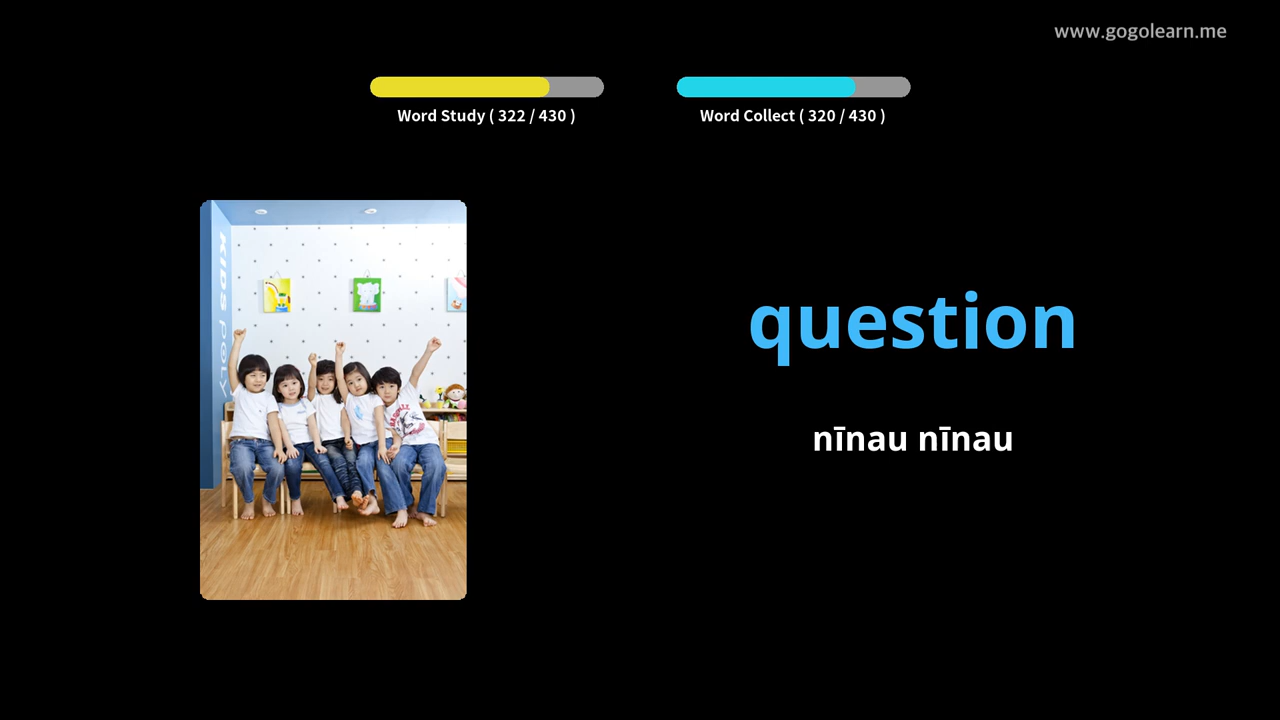 www.gogolearn.me
Word Study ( 322 / 430 )
Word Collect ( 320 / 430 )
KIDS POLY
question
nīnau nīnau